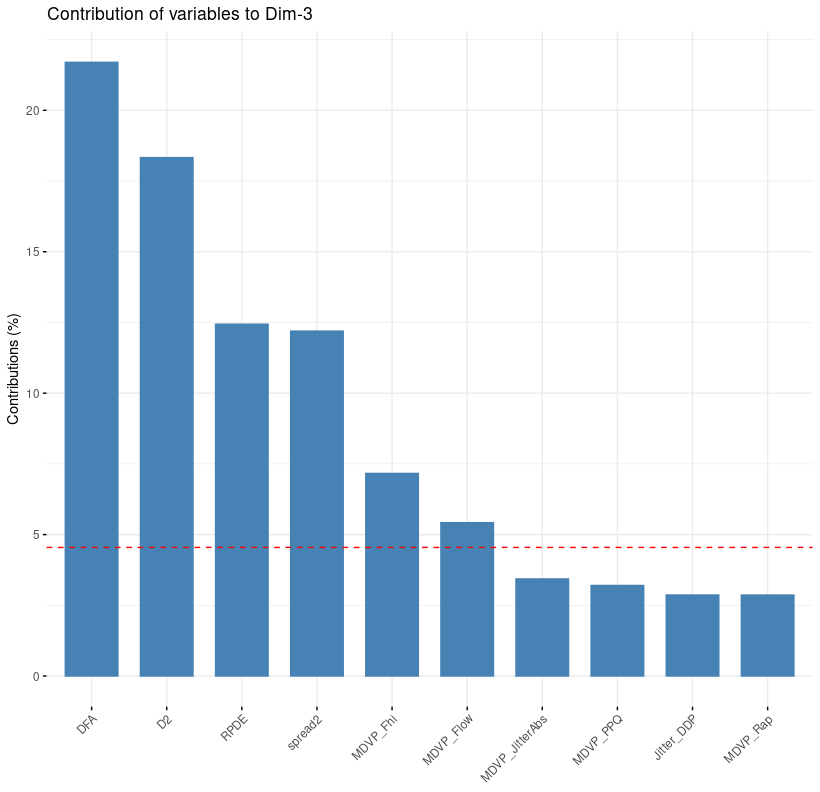 Contribution of variables to Dim-3
Contributions (%)
20
15
10
5
0
DFA
D2
RPDE
spread2
MDVP_Fhi
MDVP_Flow
MDVP_JitterAbs
MDVP_PPQ
Jitter_DDP
MDVP_Rap